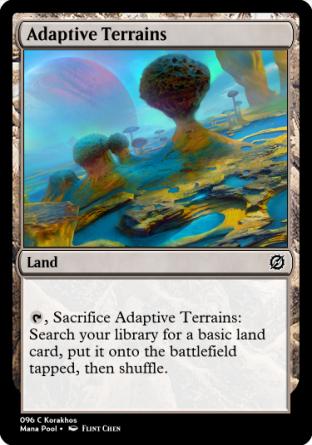 Adaptive Terrains
Land
, Sacrifice Adaptive Terrains:
Search your library for a basic land
card, put it onto the battlefield
tapped, then shuffle.
096 C Korakhos
Mana Pool • Flint Chen